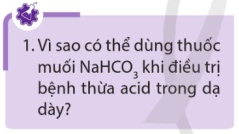 1. Vì sao có thể dùng thuốc
muối NaHCO₃ khi điều trị
bệnh thừa acid trong dạ
dày?